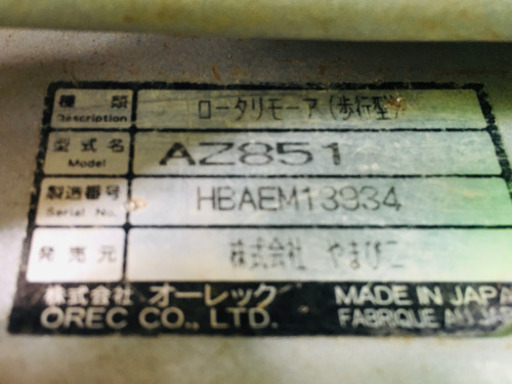 種類 ロータリモーア(歩行型)
Description
型式名 AZ851
Model
製造番号 HBAEM13934
Serial No.
発売元 株式会社 やまびこ
株式会社 オーレック MADE IN JAPA
OREC CO., LTD. FABRIQUE AU JAP